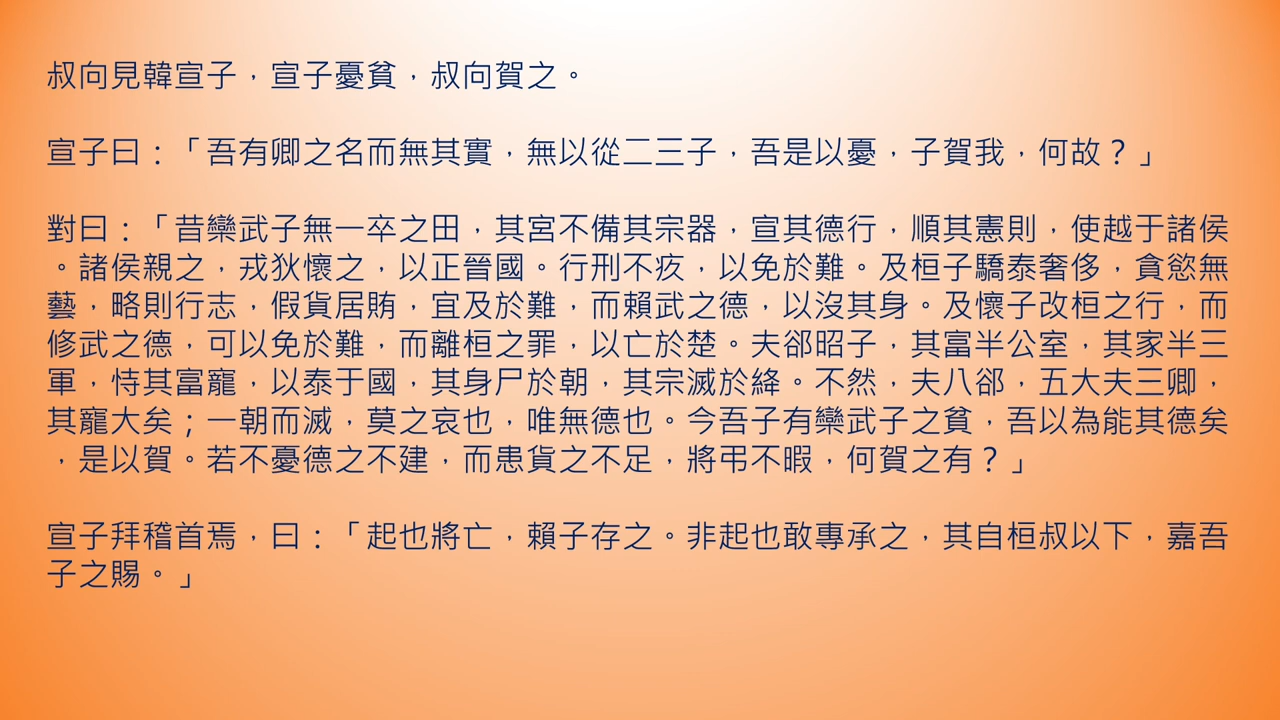 叔向見韓宣子，宣子憂貧，叔向賀之。
宣子曰：「吾有卿之名而無其實，無以從二三子，吾是以憂，子賀我，何故？」
對曰：「昔欒武子無一卒之田，其宮不備其宗器，宣其德行，順其憲則，使越于諸侯
。諸侯親之，戎狄懷之，以正晉國。行刑不疚，以免於難。及桓子驕泰奢侈，貪慾無
藝，略則行志，假貨居賄，宜及於難，而賴武之德，以沒其身。及懷子改桓之行，而
修武之德，可以免於難，而離桓之罪，以亡於楚。夫郤昭子，其富半公室，其家半三
軍，恃其富寵，以泰于國，其身尸於朝，其宗滅於絳。不然，夫八郤，五大夫三卿，
其寵大矣；一朝而滅，莫之哀也，唯無德也。今吾子有欒武子之貧，吾以為能其德矣
，是以賀。若不憂德之不建，而患貨之不足，將弔不暇，何賀之有？」
宣子拜稽首焉，曰：「起也將亡，賴子存之。非起也敢專承之，其自桓叔以下，嘉吾
子之賜。」